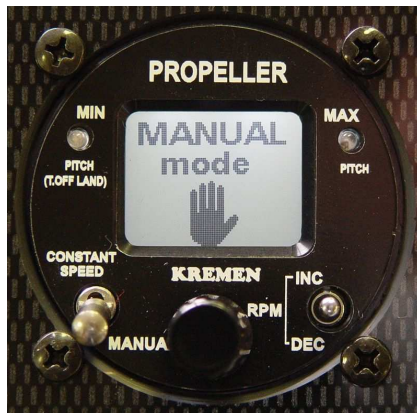 PROPELLER
MIN
MAX
MANUAL
mode
PITCH
(T.OFF LAND)
PITCH
CONSTANT
SPEED
KREMEN
INC
RPM
MANUA
DEC